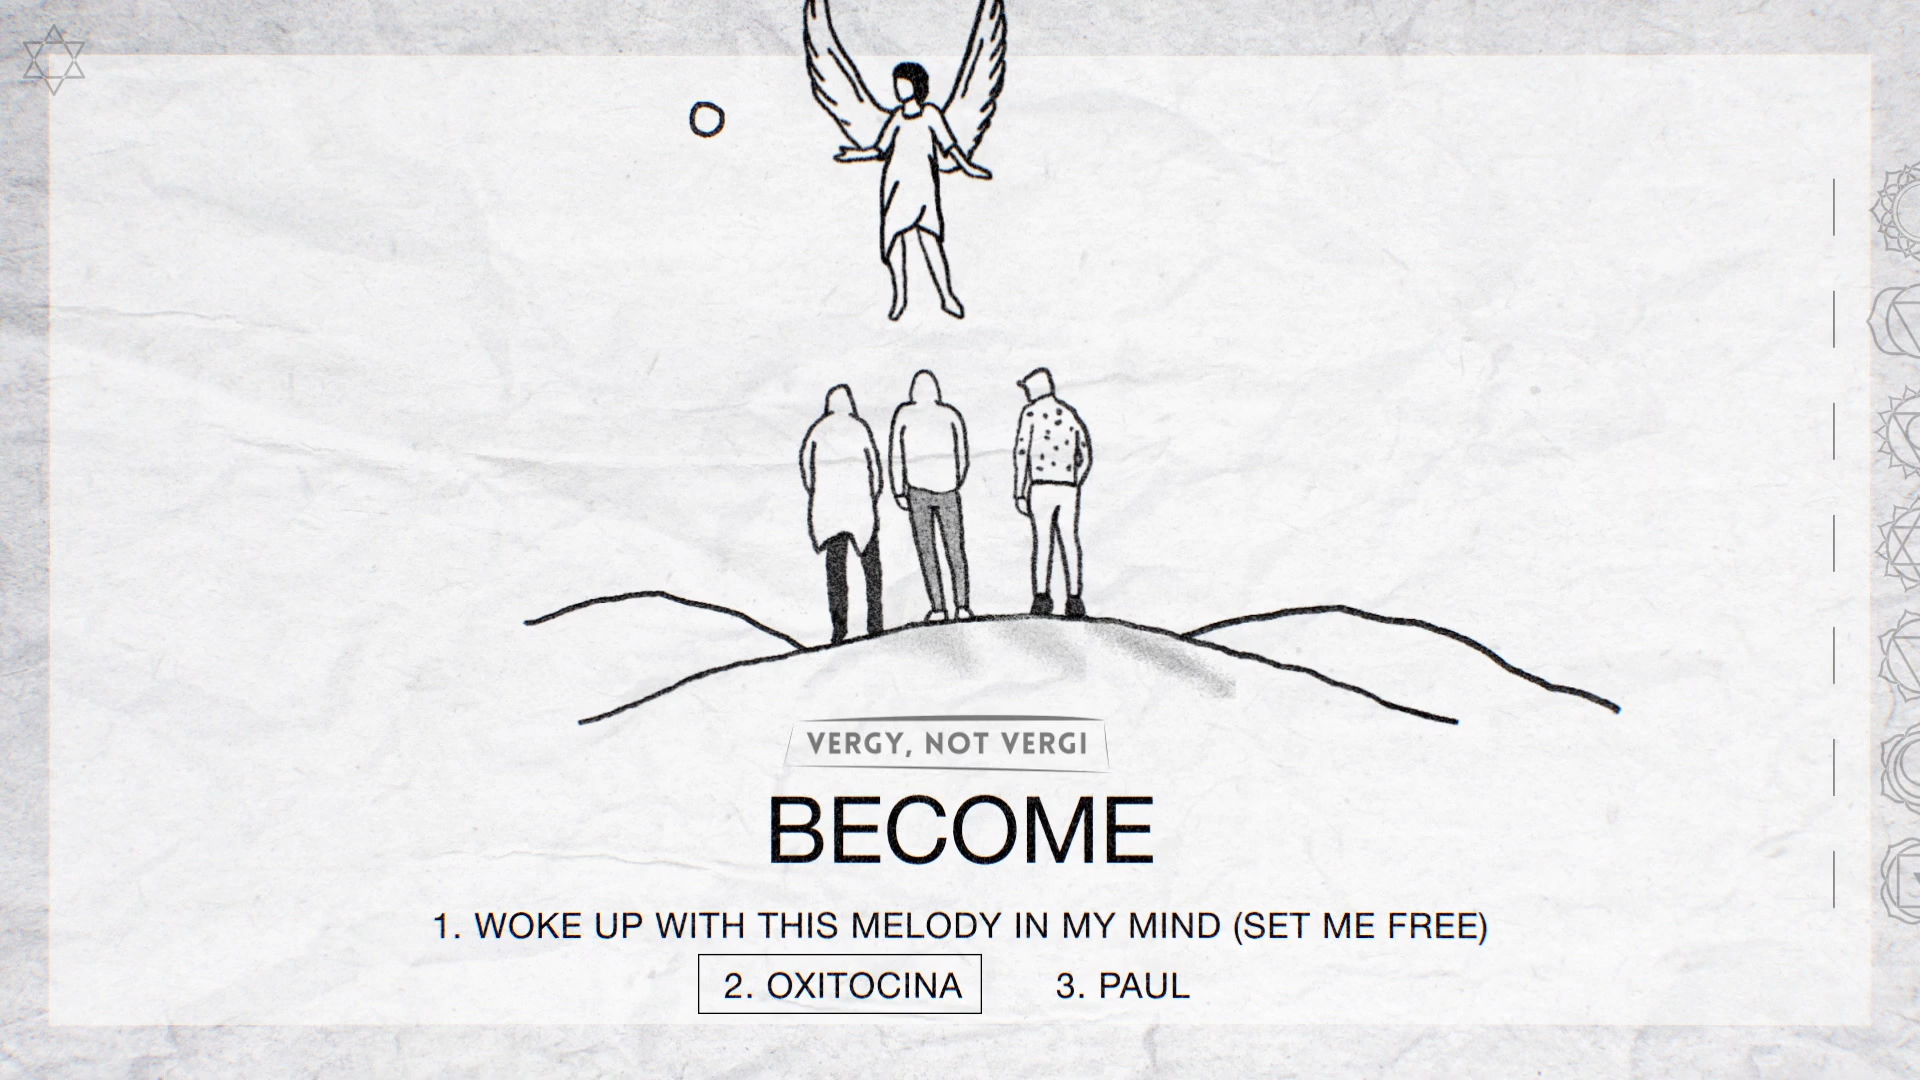 VERGY, NOT VERGI
BECOME
1. WOKE UP WITH THIS MELODY IN MY MIND (SET ME FREE)
2. OXITOCINA 3. PAUL